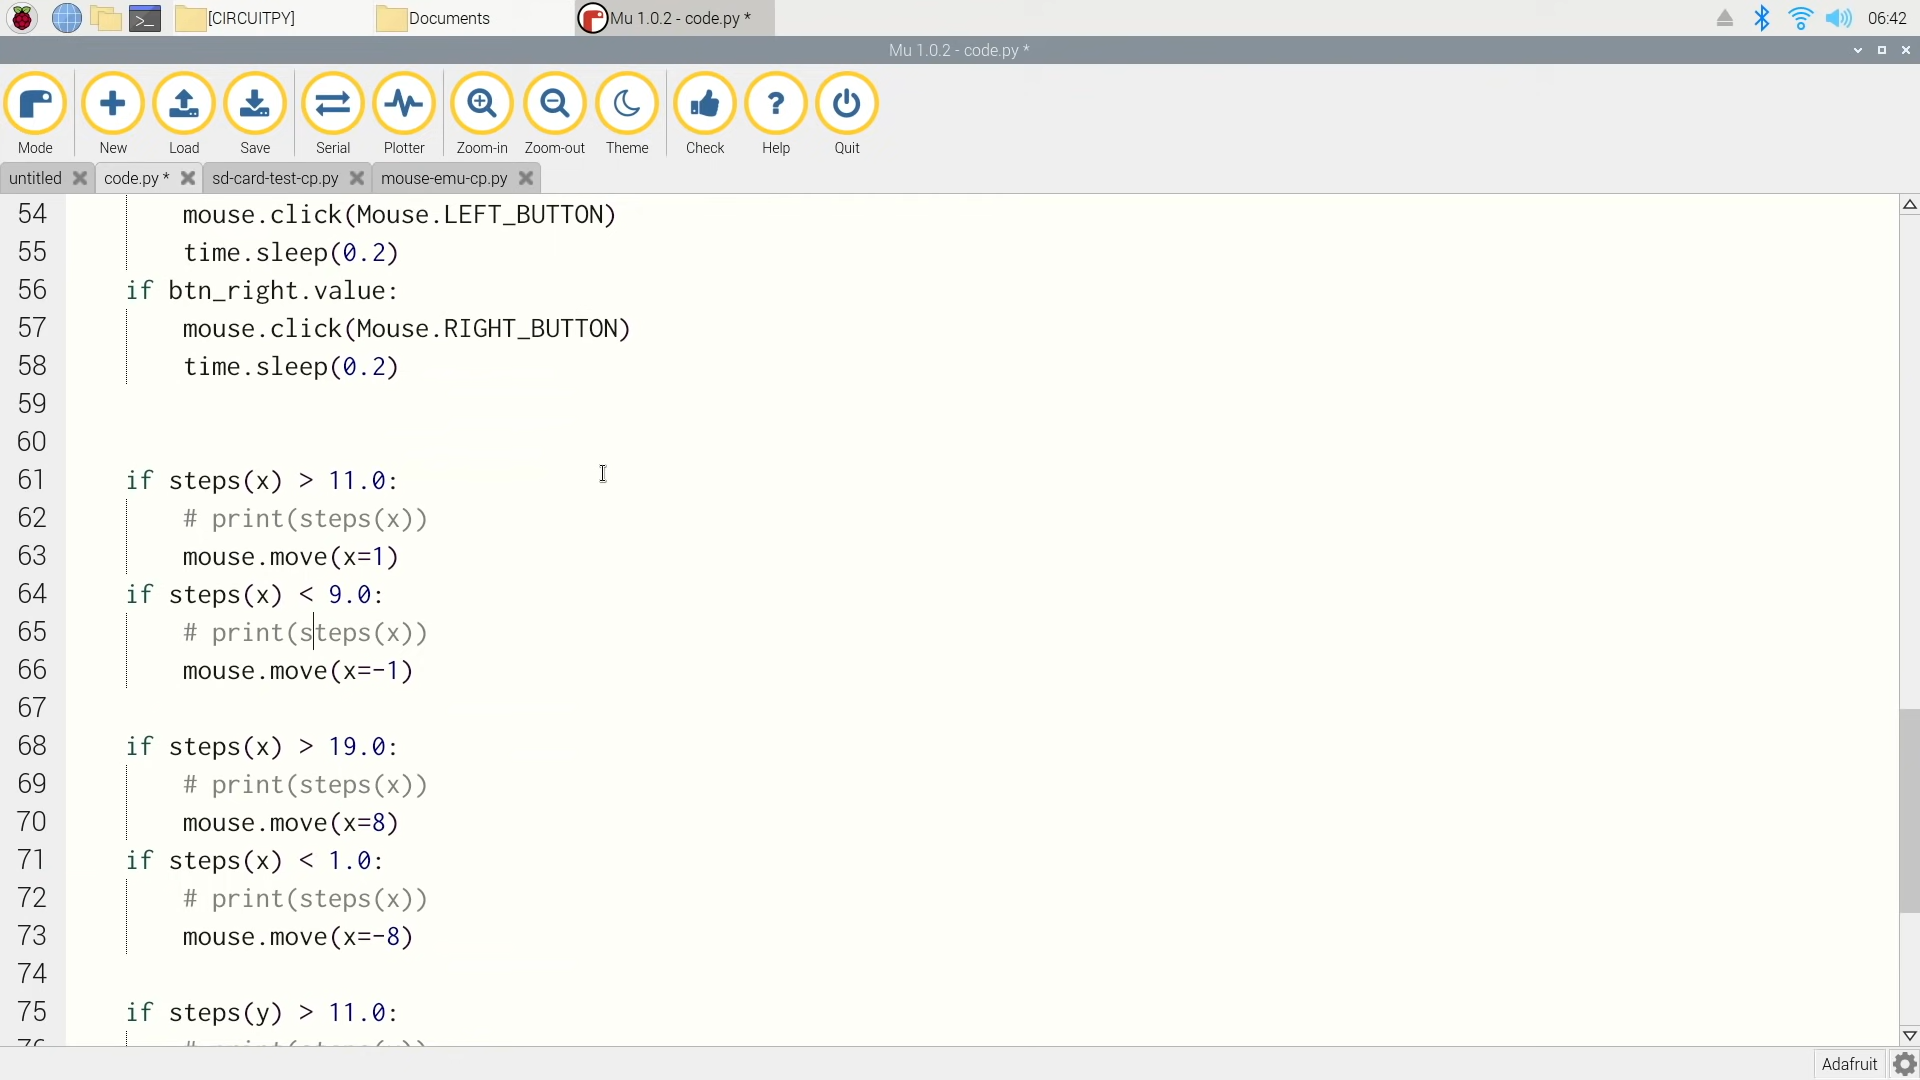 [CIRCUITPY]
Documents
Mu 1.0.2 - code.py *
06:42
Mu 1.0.2 - code.py *
Mode
New
Load
Save
Serial
Plotter
Zoom-in
Zoom-out
Theme
Check
Help
Quit
untitled
code.py *
sd-card-test-cp.py
mouse-emu-cp.py
54 mouse.click(Mouse.LEFT_BUTTON)
55 time.sleep(0.2)
56 if btn_right.value:
57 mouse.click(Mouse.RIGHT_BUTTON)
58 time.sleep(0.2)
59
60
61 if steps(x) > 11.0:
62 # print(steps(x))
63 mouse.move(x=1)
64 if steps(x) < 9.0:
65 # print(steps(x))
66 mouse.move(x=-1)
67
68 if steps(x) > 19.0:
69 # print(steps(x))
70 mouse.move(x=8)
71 if steps(x) < 1.0:
72 # print(steps(x))
73 mouse.move(x=-8)
74
75 if steps(y) > 11.0:
Adafruit